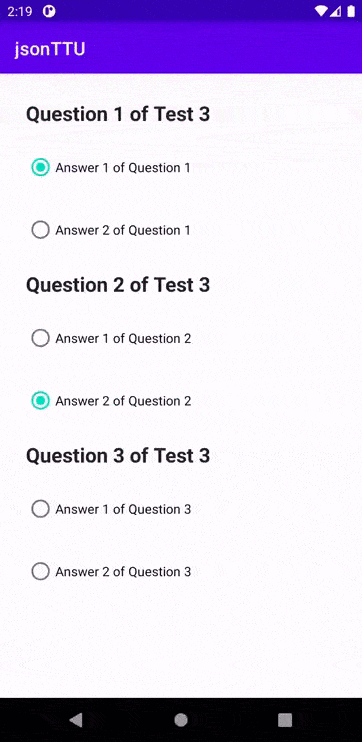 2:19
jsonTTU
Question 1 of Test 3
Answer 1 of Question 1
Answer 2 of Question 1
Question 2 of Test 3
Answer 1 of Question 2
Answer 2 of Question 2
Question 3 of Test 3
Answer 1 of Question 3
Answer 2 of Question 3